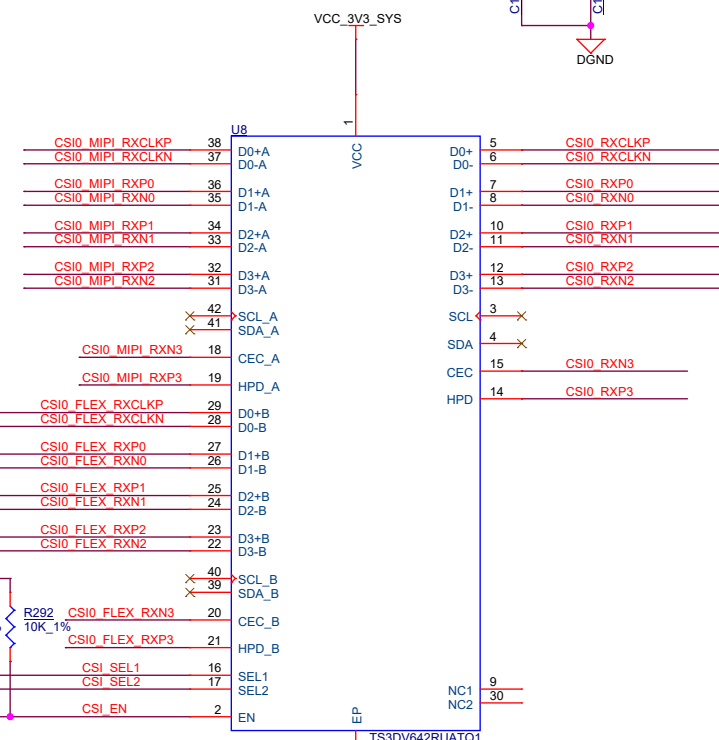 VCC_3V3_SYS
DGND
1
U8
VCC
CSI0_MIPI_RXCLKP 38 D0+A D0+ 5 CSI0_RXCLKP
CSI0_MIPI_RXCLKN 37 D0-A D0- 6 CSI0_RXCLKN
CSI0_MIPI_RXP0 36 D1+A D1+ 7 CSI0_RXP0
CSI0_MIPI_RXN0 35 D1-A D1- 8 CSI0_RXN0
CSI0_MIPI_RXP1 34 D2+A D2+ 10 CSI0_RXP1
CSI0_MIPI_RXN1 33 D2-A D2- 11 CSI0_RXN1
CSI0_MIPI_RXP2 32 D3+A D3+ 12 CSI0_RXP2
CSI0_MIPI_RXN2 31 D3-A D3- 13 CSI0_RXN2
42 SCL_A SCL 3
41 SDA_A
SDA 4
CSI0_MIPI_RXN3 18 CEC_A
CEC 15 CSI0_RXN3
CSI0_MIPI_RXP3 19 HPD_A
HPD 14 CSI0_RXP3
CSI0_FLEX_RXCLKP 29 D0+B
CSI0_FLEX_RXCLKN 28 D0-B
CSI0_FLEX_RXP0 27 D1+B
CSI0_FLEX_RXN0 26 D1-B
CSI0_FLEX_RXP1 25 D2+B
CSI0_FLEX_RXN1 24 D2-B
CSI0_FLEX_RXP2 23 D3+B
CSI0_FLEX_RXN2 22 D3-B
40 SCL_B
39 SDA_B
R292
10K_1%
CSI0_FLEX_RXN3 20 CEC_B
CSI0_FLEX_RXP3 21 HPD_B
CSI_SEL1 16 SEL1
CSI_SEL2 17 SEL2
NC1 9
NC2 30
CSI_EN 2 EN
EP
TS3DV642RUATQ1